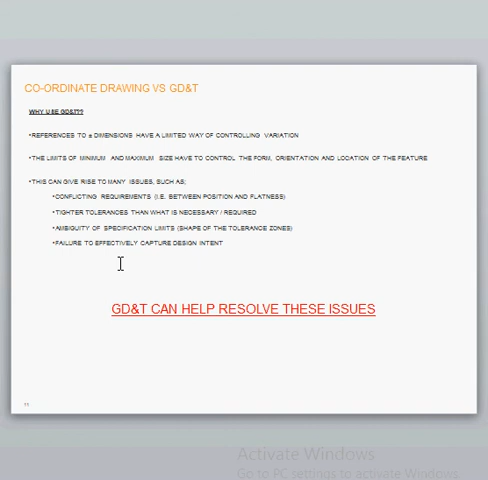 CO-ORDINATE DRAWING VS GD&T
WHY USE GD&T??
•REFERENCES TO ± DIMENSIONS HAVE A LIMITED WAY OF CONTROLLING VARIATION
•THE LIMITS OF MINIMUM AND MAXIMUM SIZE HAVE TO CONTROL THE FORM, ORIENTATION AND LOCATION OF THE FEATURE
•THIS CAN GIVE RISE TO MANY ISSUES, SUCH AS;
•CONFLICTING REQUIREMENTS (I.E. BETWEEN POSITION AND FLATNESS)
•TIGHTER TOLERANCES THAN WHAT IS NECESSARY / REQUIRED
•AMBIGUITY OF SPECIFICATION LIMITS (SHAPE OF THE TOLERANCE ZONES)
•FAILURE TO EFFECTIVELY CAPTURE DESIGN INTENT
GD&T CAN HELP RESOLVE THESE ISSUES
Activate Windows
Go to PC settings to activate Windows.